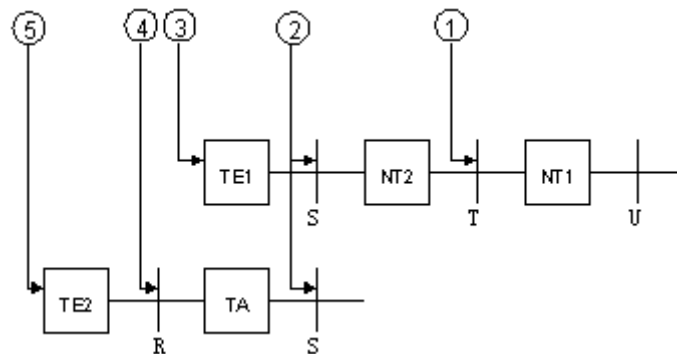 ⑤ ④ ③ ② ①
TE1 NT2 NT1
S T U
TE2 TA
R S